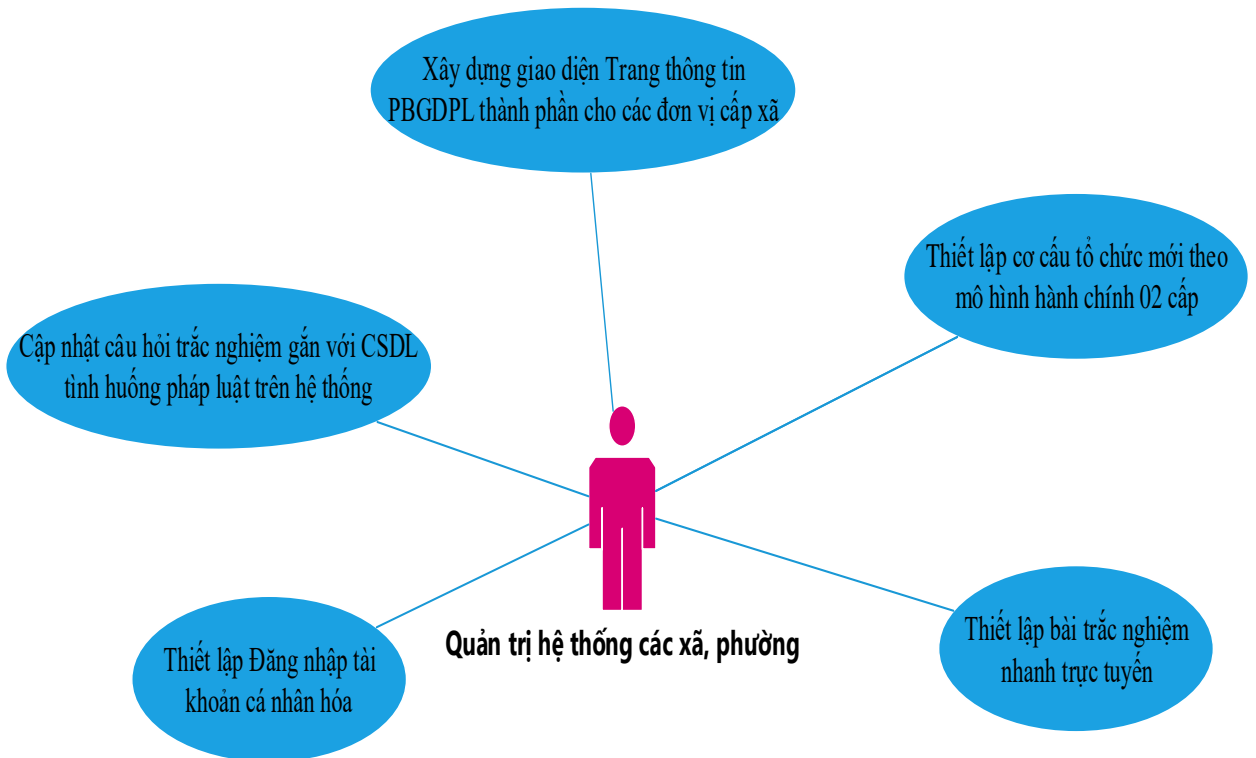 Xây dựng giao diện Trang thông tin
PBGDPL thành phần cho các đơn vị cấp xã
Thiết lập cơ cấu tổ chức mới theo
mô hình hành chính 02 cấp
Cập nhật câu hỏi trắc nghiệm gắn với CSDL
tình huống pháp luật trên hệ thống
Quản trị hệ thống các xã, phường
Thiết lập bài trắc nghiệm
nhanh trực tuyến
Thiết lập Đăng nhập tài
khoản cá nhân hóa